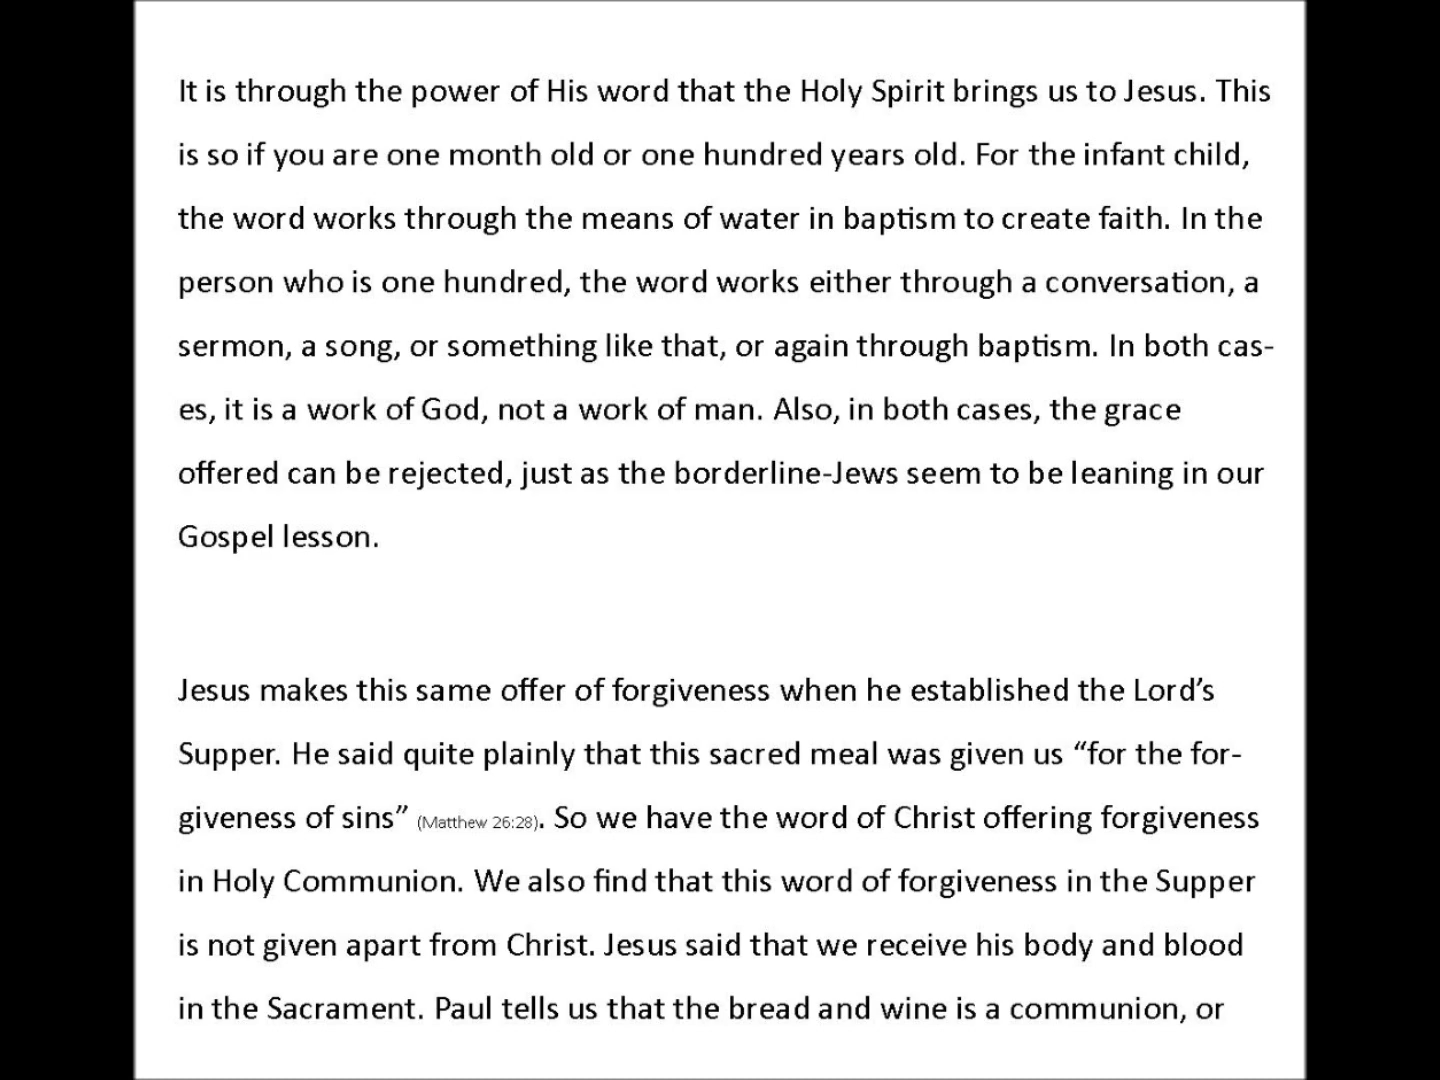 It is through the power of His word that the Holy Spirit brings us to Jesus. This
is so if you are one month old or one hundred years old. For the infant child,
the word works through the means of water in baptism to create faith. In the
person who is one hundred, the word works either through a conversation, a
sermon, a song, or something like that, or again through baptism. In both cas-
es, it is a work of God, not a work of man. Also, in both cases, the grace
offered can be rejected, just as the borderline-Jews seem to be leaning in our
Gospel lesson.
Jesus makes this same offer of forgiveness when he established the Lord’s
Supper. He said quite plainly that this sacred meal was given us “for the for-
giveness of sins” (Matthew 26:28). So we have the word of Christ offering forgiveness
in Holy Communion. We also find that this word of forgiveness in the Supper
is not given apart from Christ. Jesus said that we receive his body and blood
in the Sacrament. Paul tells us that the bread and wine is a communion, or